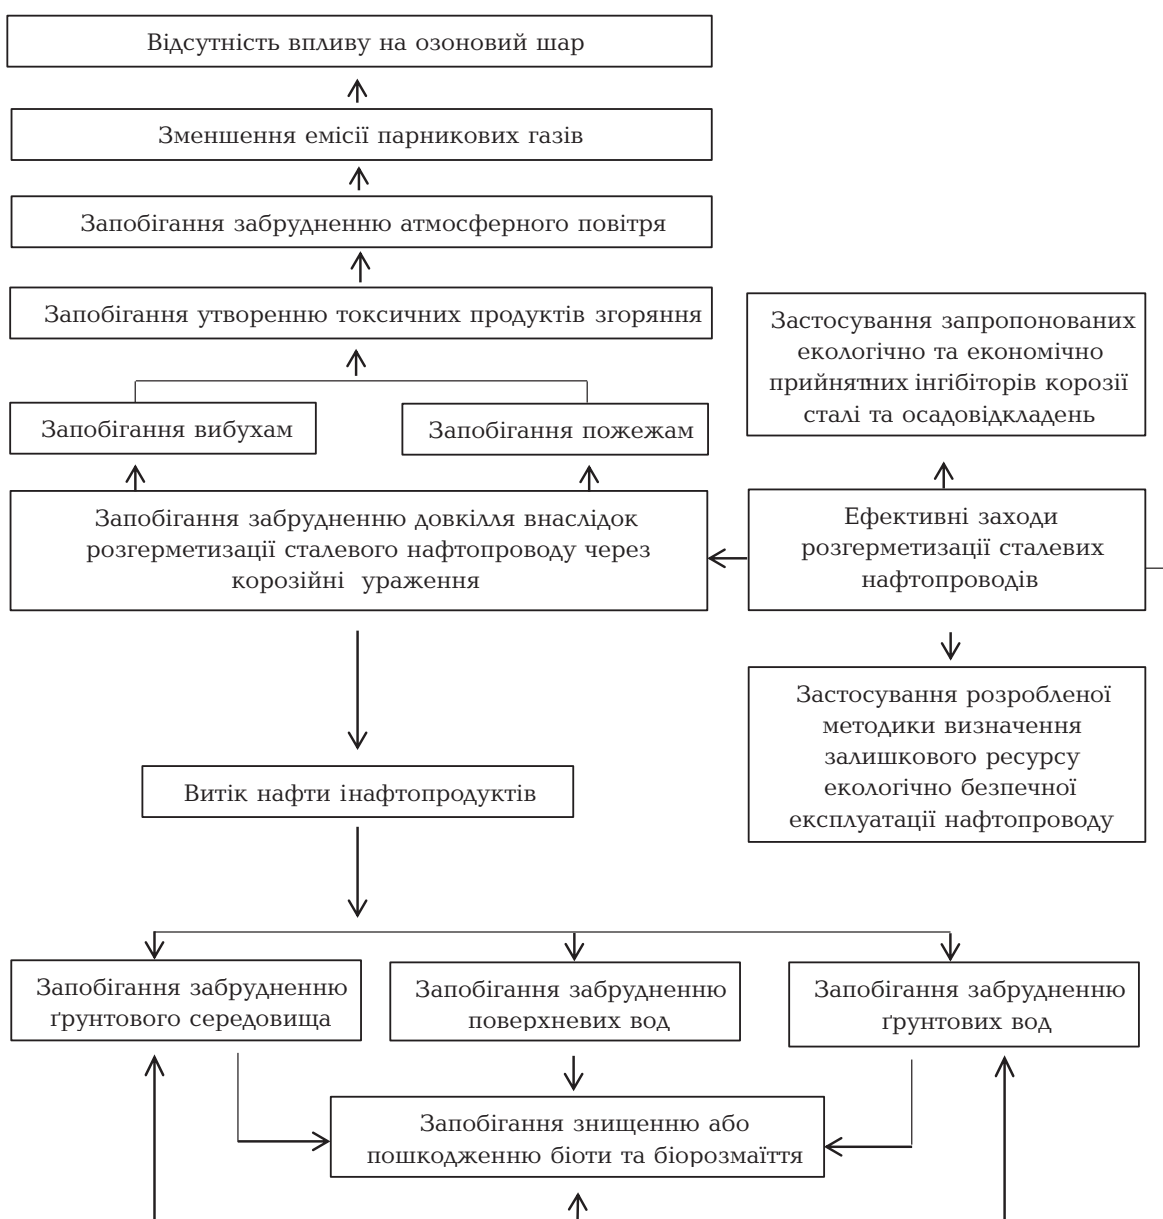 Відсутність впливу на озоновий шар
Зменшення емісії парникових газів
Запобігання забрудненню атмосферного повітря
Запобігання утворенню токсичних продуктів згоряння
Запобігання вибухам
Запобігання пожежам
Застосування запропонованих
екологічно та економічно
прийнятних інгібіторів корозії
сталі та осадовідкладень
Запобігання забрудненню довкілля внаслідок
розгерметизації сталевого нафтопроводу через
корозійні ураження
Ефективні заходи
розгерметизації сталевих
нафтопроводів
Застосування розробленої
методики визначення
залишкового ресурсу
екологічно безпечної
експлуатації нафтопроводу
Витік нафти інафтопродуктів
Запобігання забрудненню
ґрунтового середовища
Запобігання забрудненню
поверхневих вод
Запобігання забрудненню
ґрунтових вод
Запобігання знищенню або
пошкодженню біоти та біорозмаїття